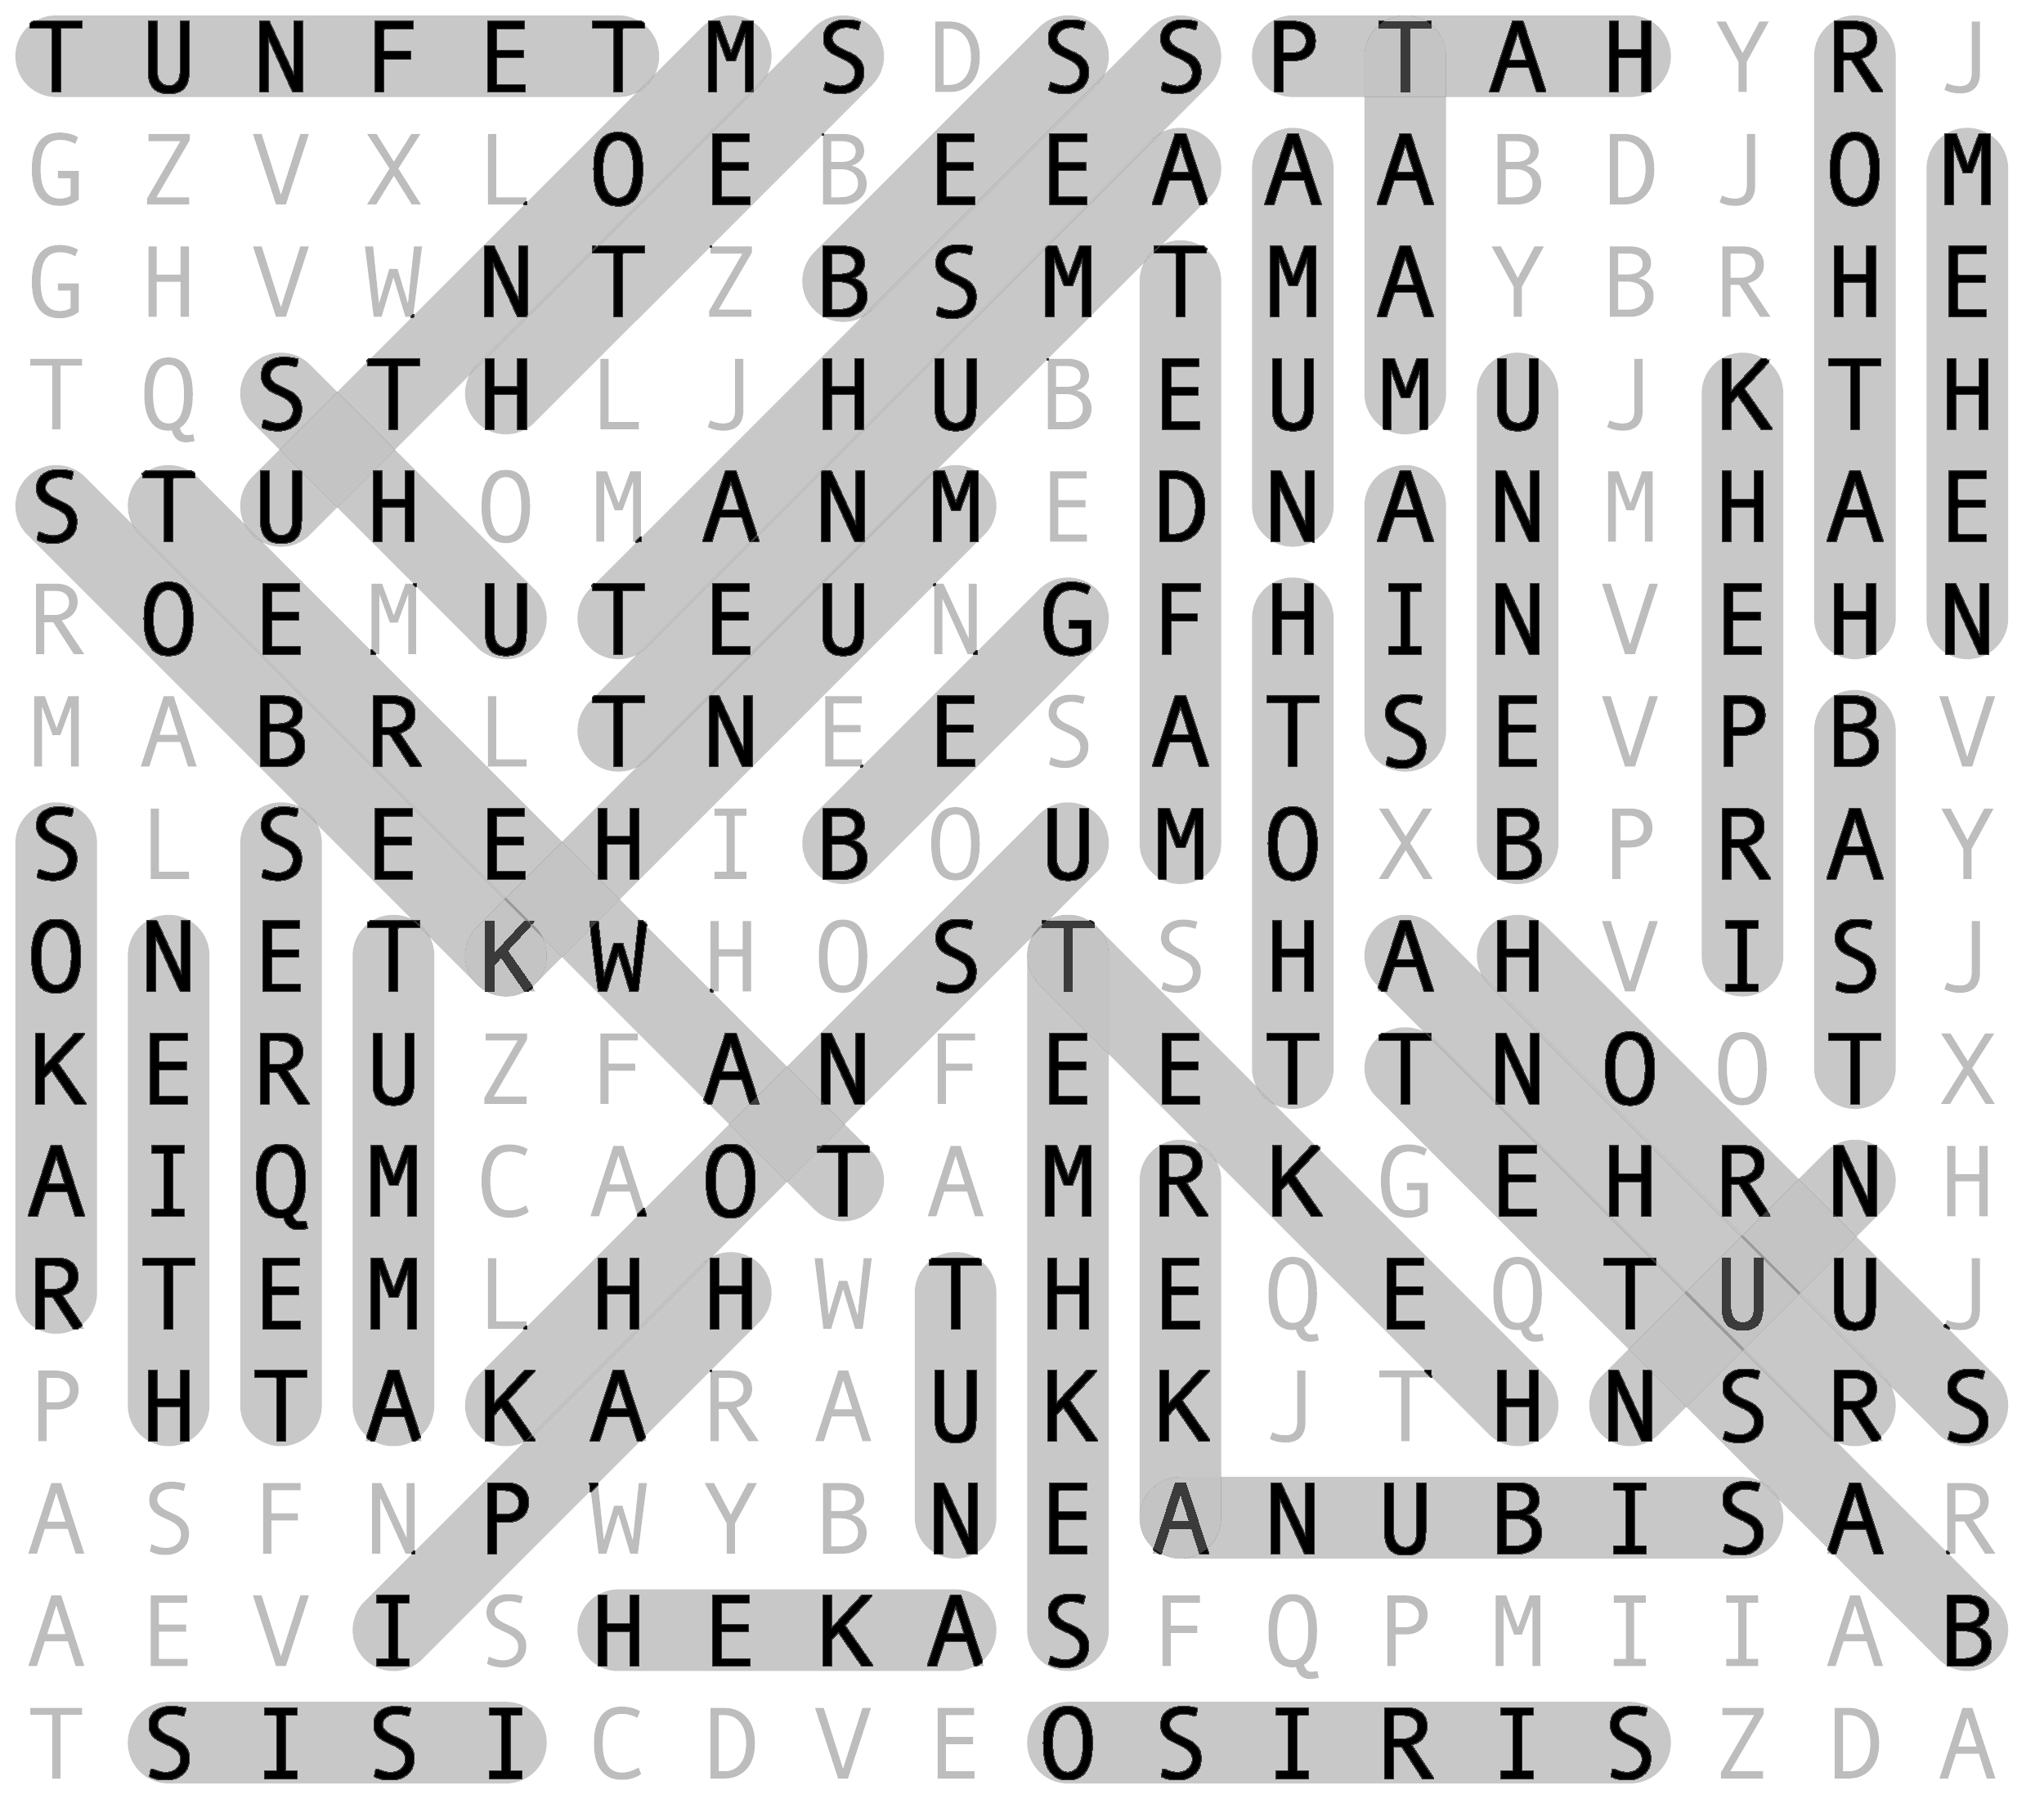 T U N F E T M S D S S P T A H Y R J
G Z V X L O E B E E A A A B D J O M
G H V W N T Z B S M T M A Y B R H E
T Q S T H L J H U B E U M U J K T H
S T U H O M A N M E D N A N M H A E
R O E M U T E U N G F H I N V E H N
M A B R L T N E E S A T S E V P B V
S L S E E H I B O U M O X B P R A Y
O N E T K W H O S T S H A H V I S J
K E R U Z F A N F E E T T N O O T X
A I Q M C A O T A M R K G E H R N H
R T E M L H H W T H E Q E Q T U U J
P H T A K A R A U K K J T H N S R S
A S F N P W Y B N E A N U B I S A R
A E V I S H E K A S F Q P M I I A B
T S I S I C D V E O S I R I S Z D A